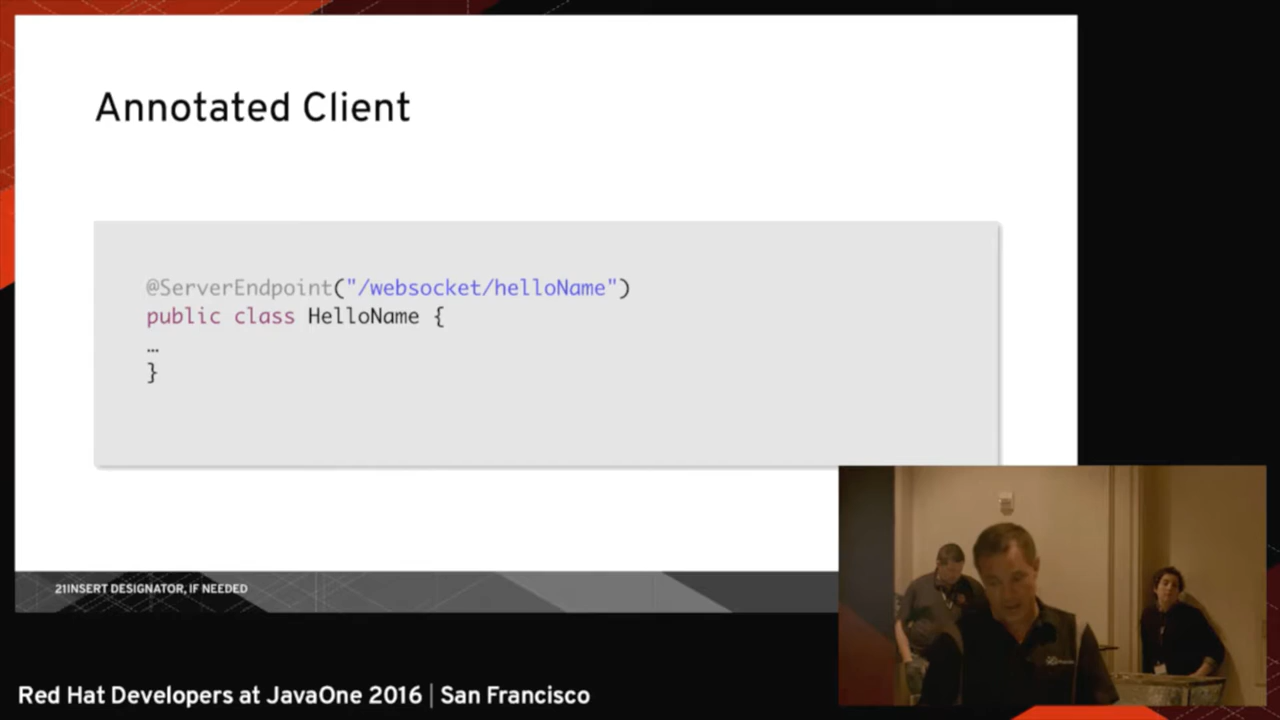 Annotated Client
@ServerEndpoint("/websocket/helloName")
public class HelloName {
…
}
21INSERT DESIGNATOR, IF NEEDED
Red Hat Developers at JavaOne 2016 | San Francisco